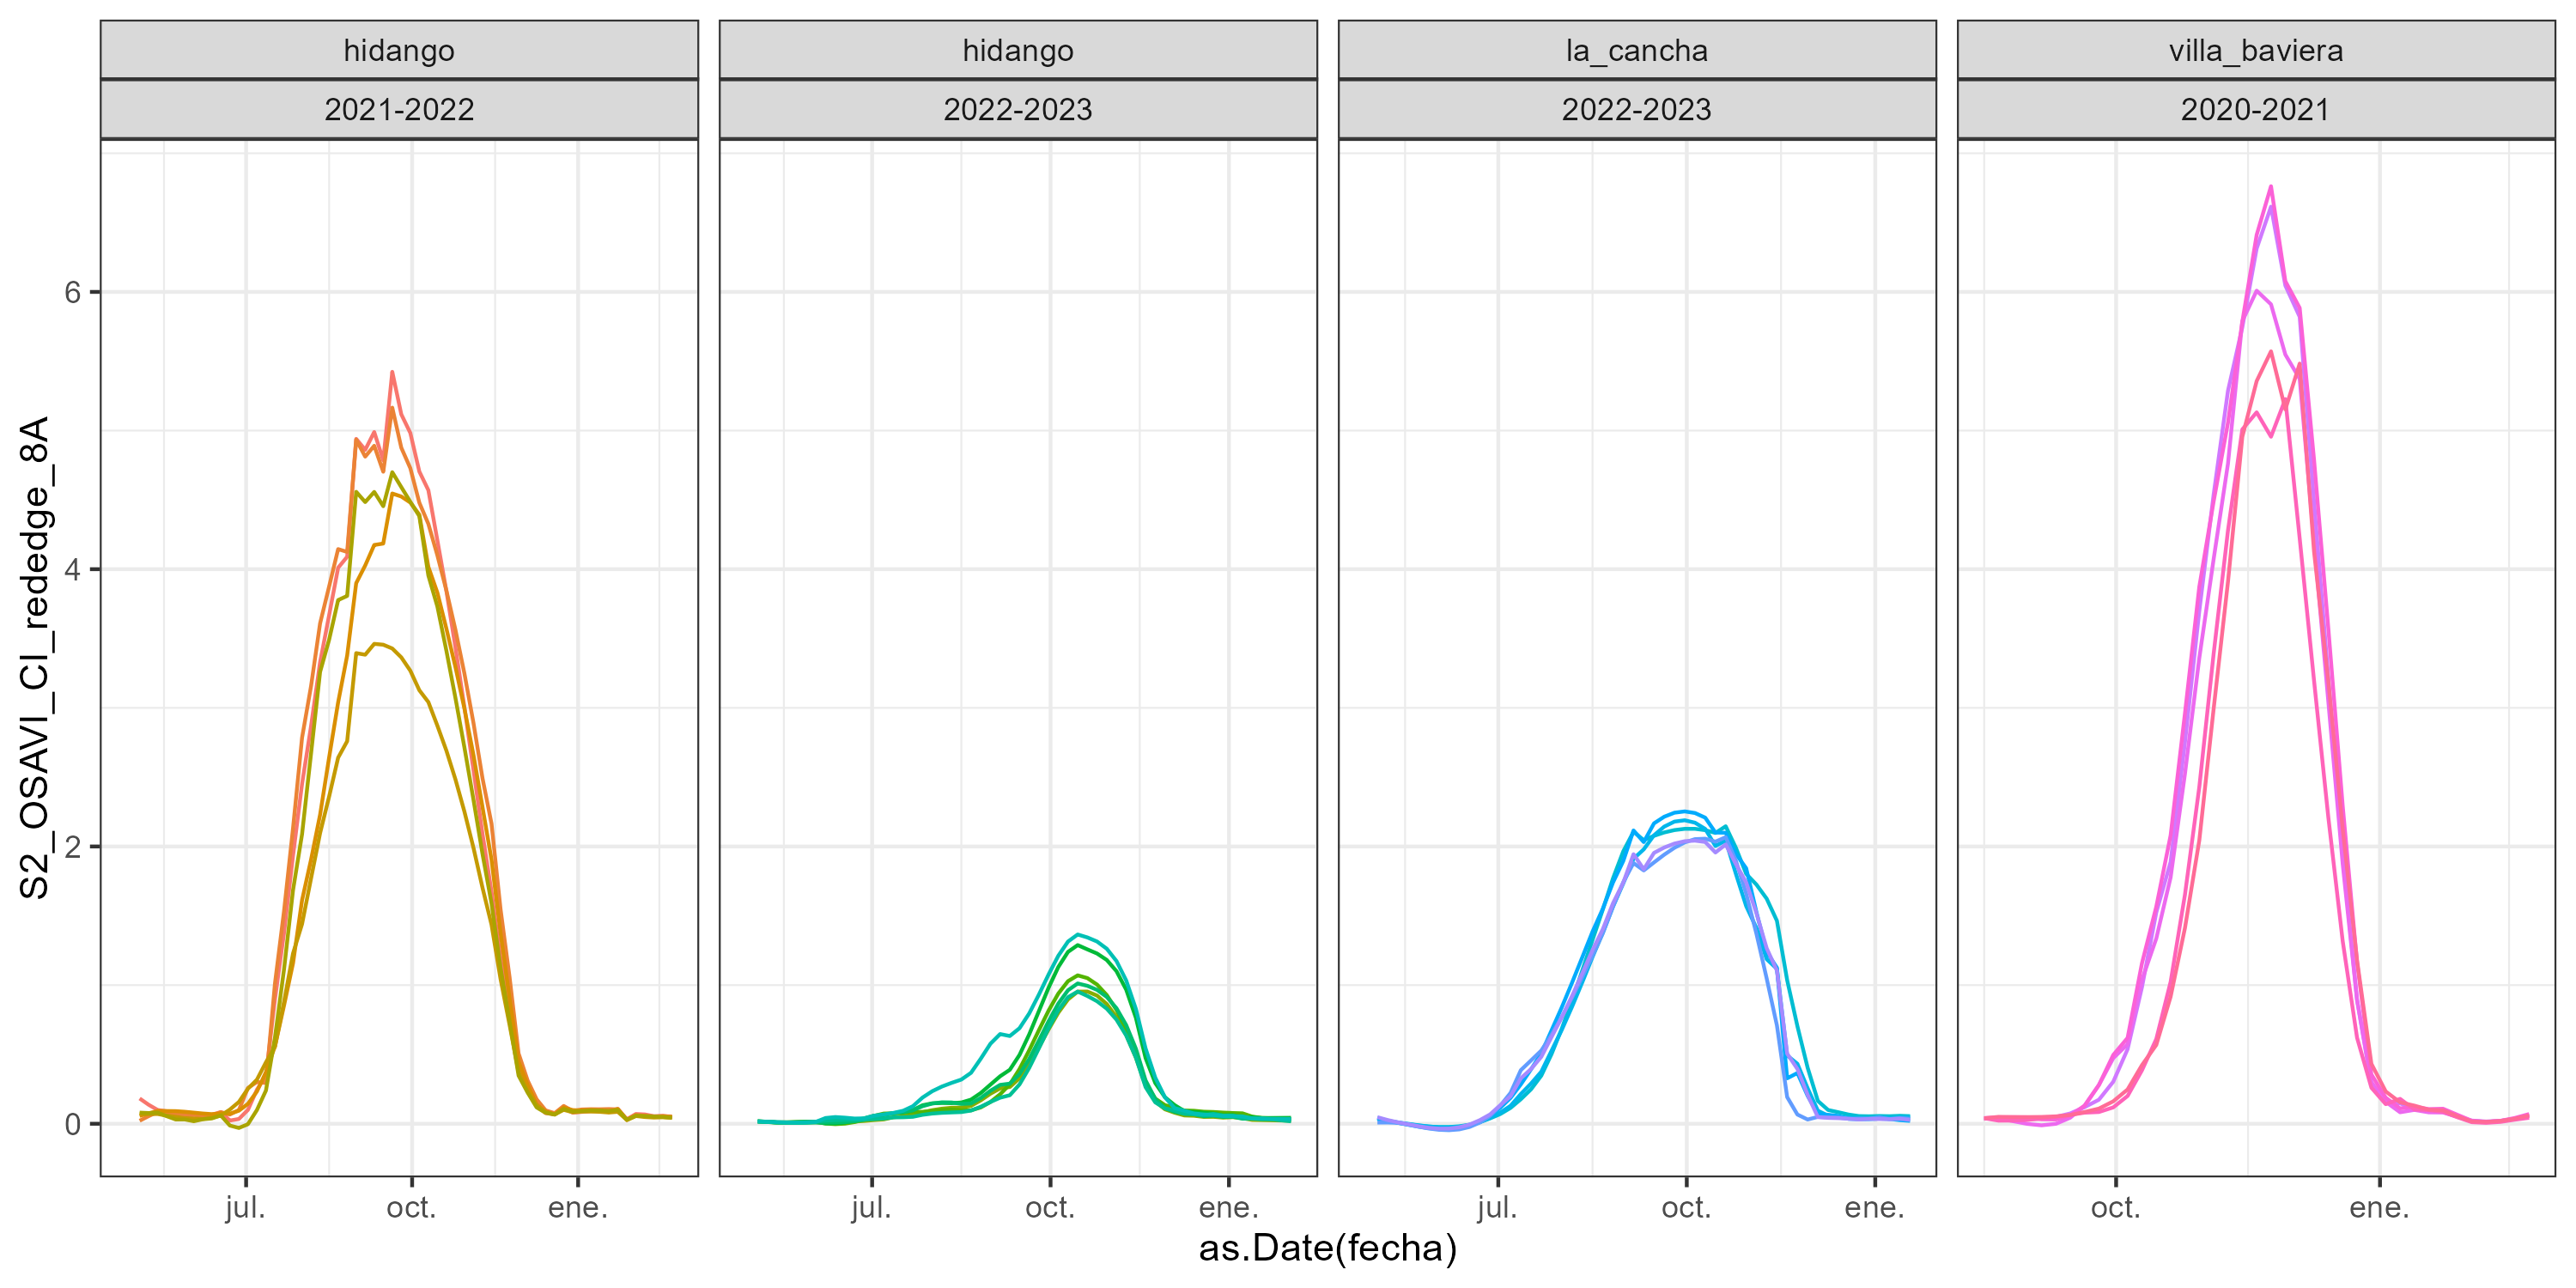 hidango
2021-2022
hidango
2022-2023
la_cancha
2022-2023
villa_baviera
2020-2021
S2_OSAVI_CI_rededge_8A
6
4
2
0
jul.
oct.
ene.
jul.
oct.
ene.
jul.
oct.
ene.
oct.
ene.
as.Date(fecha)